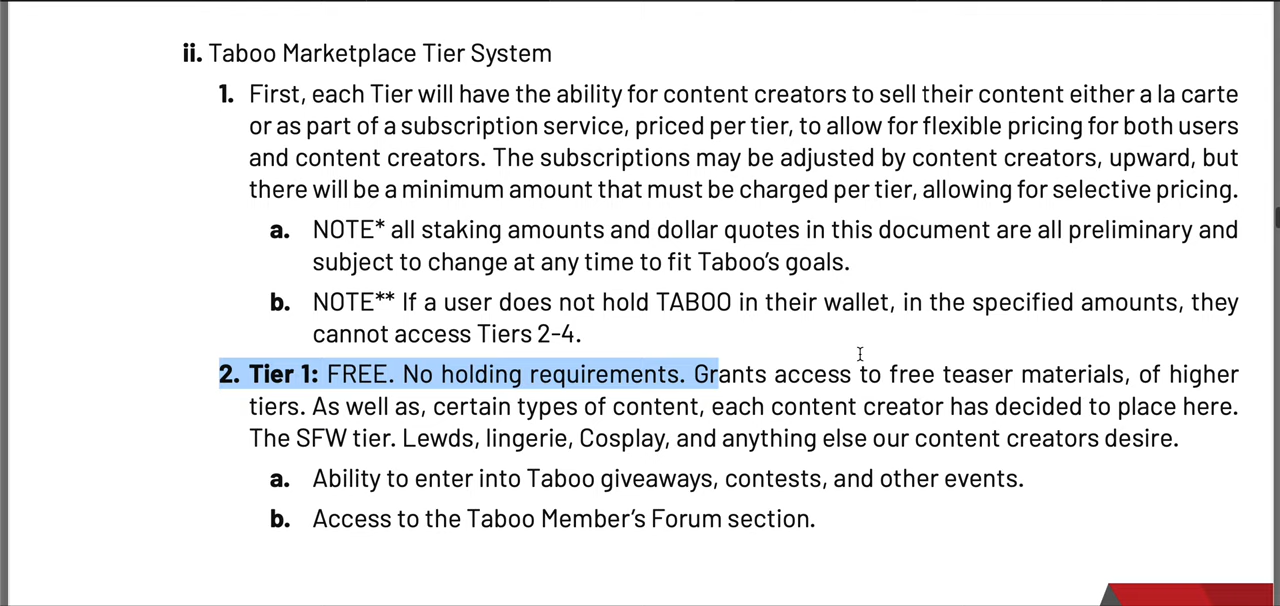 ii. Taboo Marketplace Tier System
1. First, each Tier will have the ability for content creators to sell their content either a la carte
or as part of a subscription service, priced per tier, to allow for flexible pricing for both users
and content creators. The subscriptions may be adjusted by content creators, upward, but
there will be a minimum amount that must be charged per tier, allowing for selective pricing.
a. NOTE* all staking amounts and dollar quotes in this document are all preliminary and
subject to change at any time to fit Taboo's goals.
b. NOTE** If a user does not hold TABOO in their wallet, in the specified amounts, they
cannot access Tiers 2-4.
2. Tier 1: FREE. No holding requirements. Grants access to free teaser materials, of higher
tiers. As well as, certain types of content, each content creator has decided to place here.
The SFW tier. Lewds, lingerie, Cosplay, and anything else our content creators desire.
a. Ability to enter into Taboo giveaways, contests, and other events.
b. Access to the Taboo Member's Forum section.